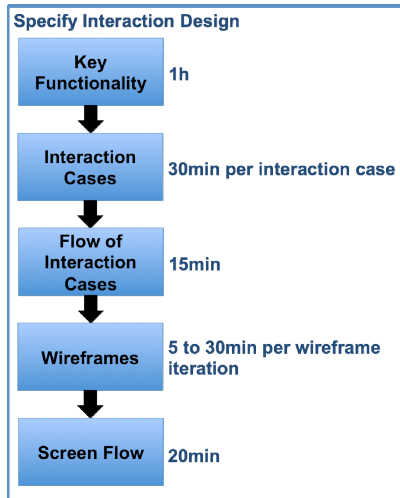 Specify Interaction Design
Key
Functionality
1h
Interaction
Cases
30min per interaction case
Flow of
Interaction
Cases
15min
Wireframes
5 to 30min per wireframe
iteration
Screen Flow
20min